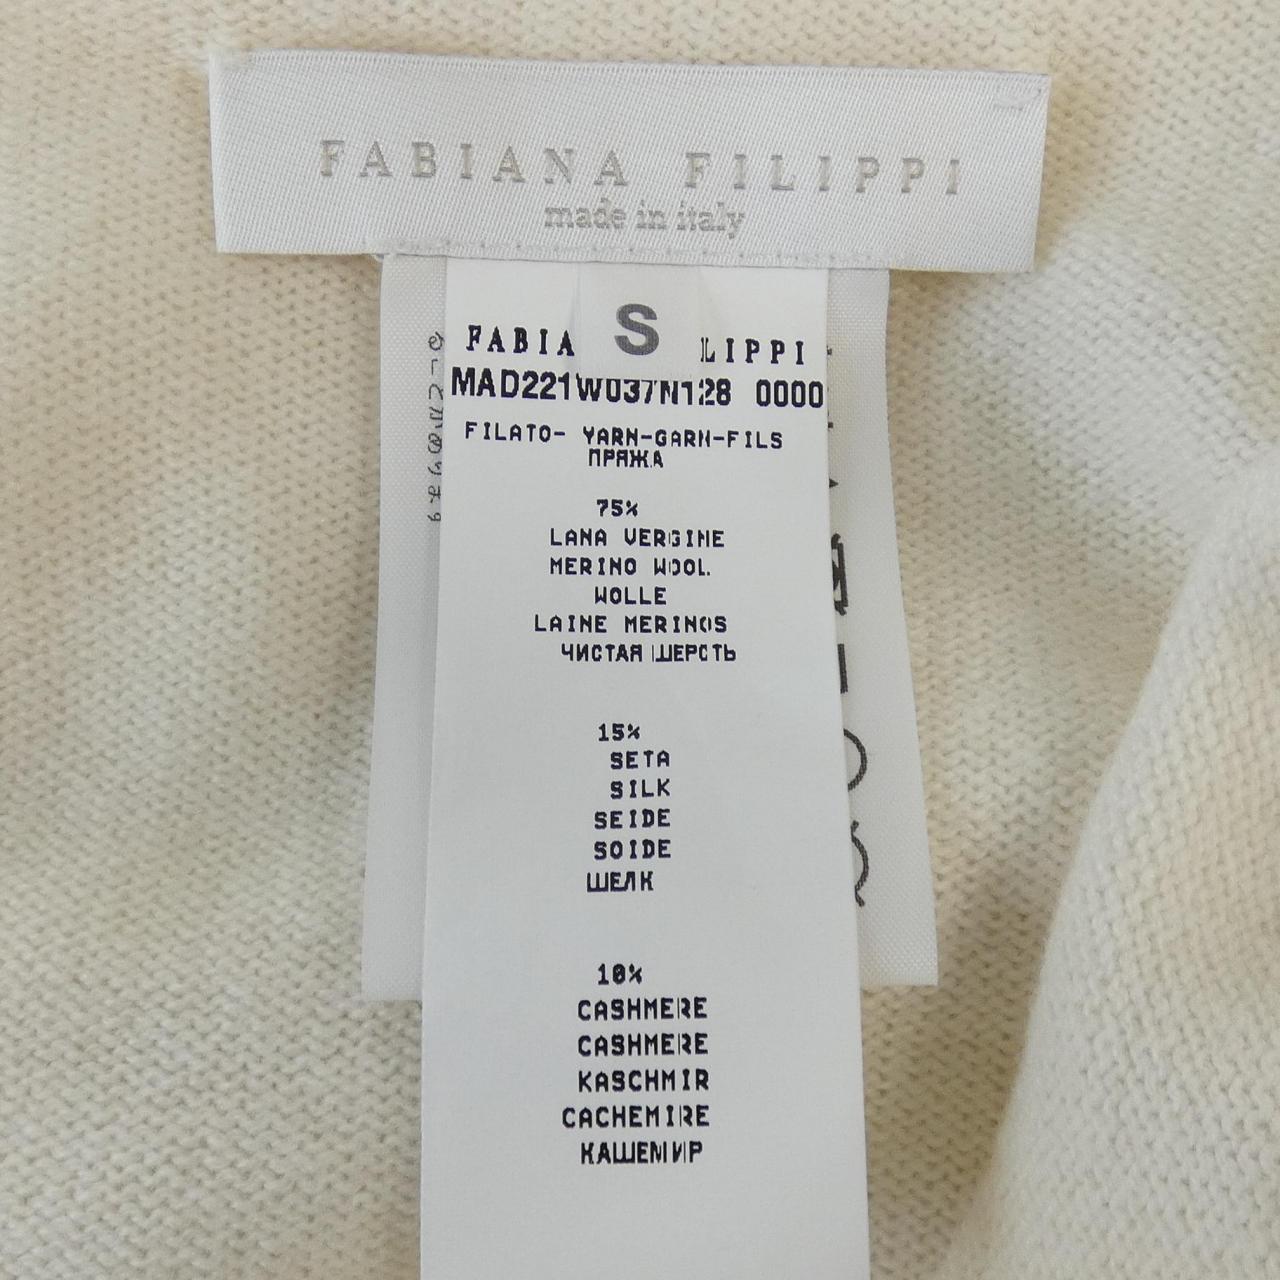 FABIANA FILIPPI
made in italy
S
FABIA LIPPI
MAD221W037N128 0000
FILATO- YARN-GARN-FILS
ПРЯЖА
75%
LANA VERGINE
MERINO WOOL
WOLLE
LAINE MERINOS
ЧИСТАЯ ШЕРСТЬ
15%
SETA
SILK
SEIDE
SOIDE
ШЕЛК
10%
CASHMERE
CASHMERE
KASCHMIR
CACHEMIRE
КАШЕМИР